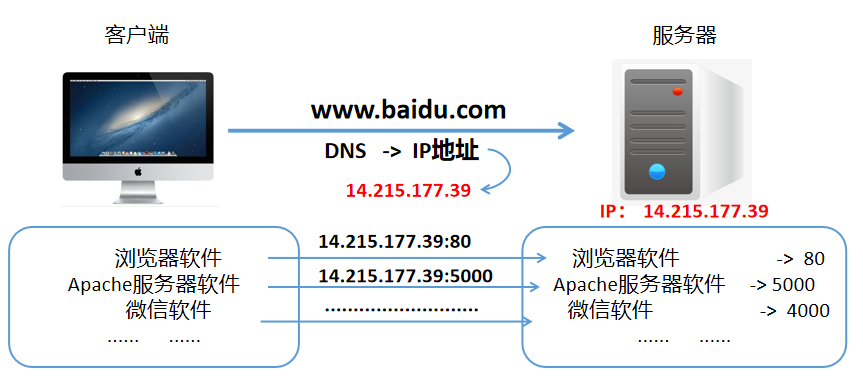 客户端
服务器
www.baidu.com
DNS -> IP地址
14.215.177.39
IP： 14.215.177.39
浏览器软件
Apache服务器软件
微信软件
...... ......
14.215.177.39:80
14.215.177.39:5000
...........................
浏览器软件 -> 80
Apache服务器软件 -> 5000
微信软件 -> 4000
...... ......